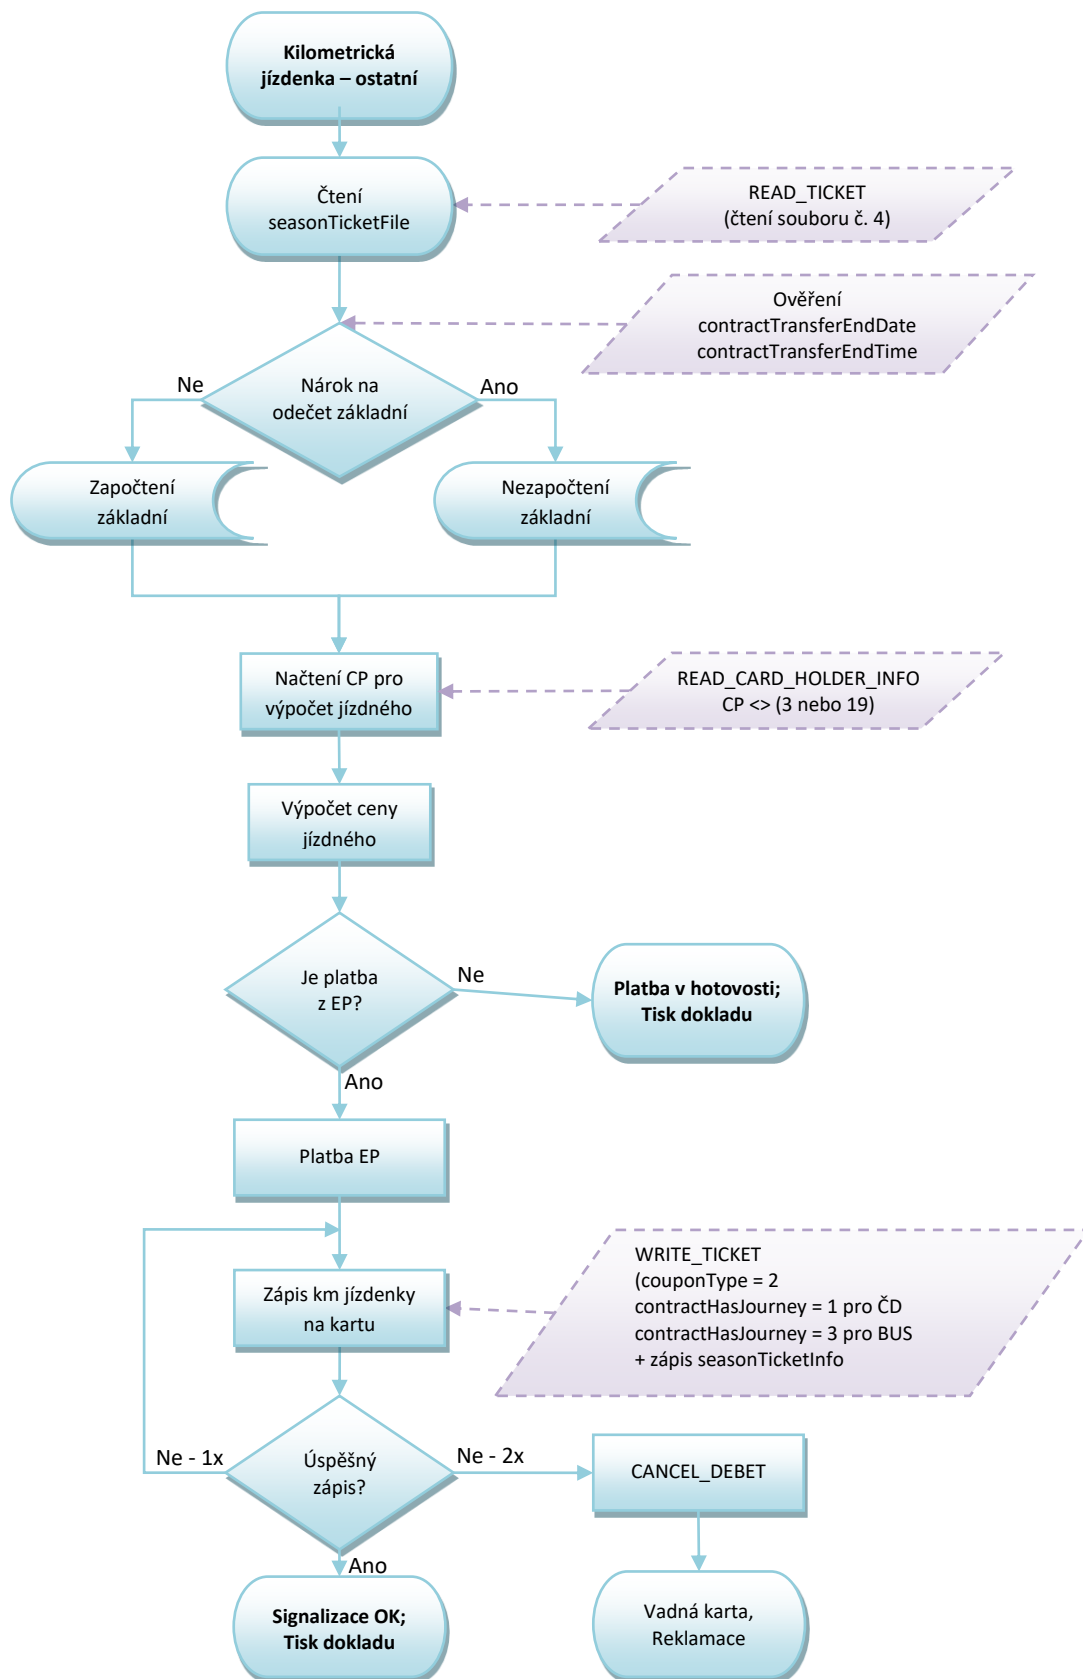 Kilometrická
jízdenka – ostatní
Čtení
seasonTicketFile
READ_TICKET
(čtení souboru č. 4)
Ověření
contractTransferEndDate
contractTransferEndTime
Nárok na
odečet základní
Ne
Ano
Započtení
základní
Nezapočtení
základní
Načtení CP pro
výpočet jízdného
READ_CARD_HOLDER_INFO
CP <> (3 nebo 19)
Výpočet ceny
jízdného
Je platba
z EP?
Ne
Platba v hotovosti;
Tisk dokladu
Ano
Platba EP
WRITE_TICKET
(couponType = 2
contractHasJourney = 1 pro ČD
contractHasJourney = 3 pro BUS
+ zápis seasonTicketInfo
Zápis km jízdenky
na kartu
Ne - 1x
Úspěšný
zápis?
Ne - 2x
CANCEL_DEBET
Ano
Signalizace OK;
Tisk dokladu
Vadná karta,
Reklamace